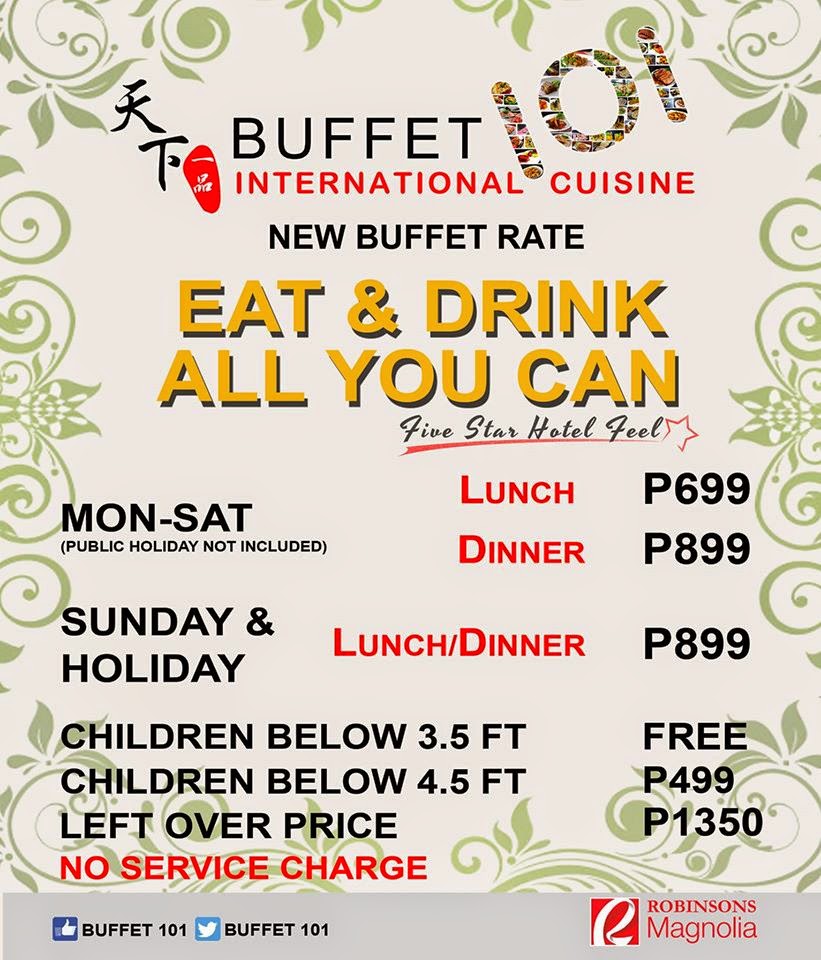 天下一品
BUFFET 101
INTERNATIONAL CUISINE
NEW BUFFET RATE
EAT & DRINK
ALL YOU CAN
Five Star Hotel Feel
MON-SAT
(PUBLIC HOLIDAY NOT INCLUDED)
LUNCH P699
DINNER P899
SUNDAY &
HOLIDAY
LUNCH/DINNER P899
CHILDREN BELOW 3.5 FT FREE
CHILDREN BELOW 4.5 FT P499
LEFT OVER PRICE P1350
NO SERVICE CHARGE
BUFFET 101 BUFFET 101
ROBINSONS
Magnolia